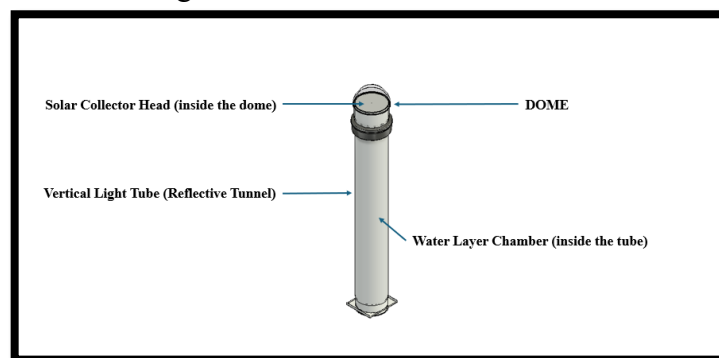 Solar Collector Head (inside the dome)
DOME
Vertical Light Tube (Reflective Tunnel)
Water Layer Chamber (inside the tube)